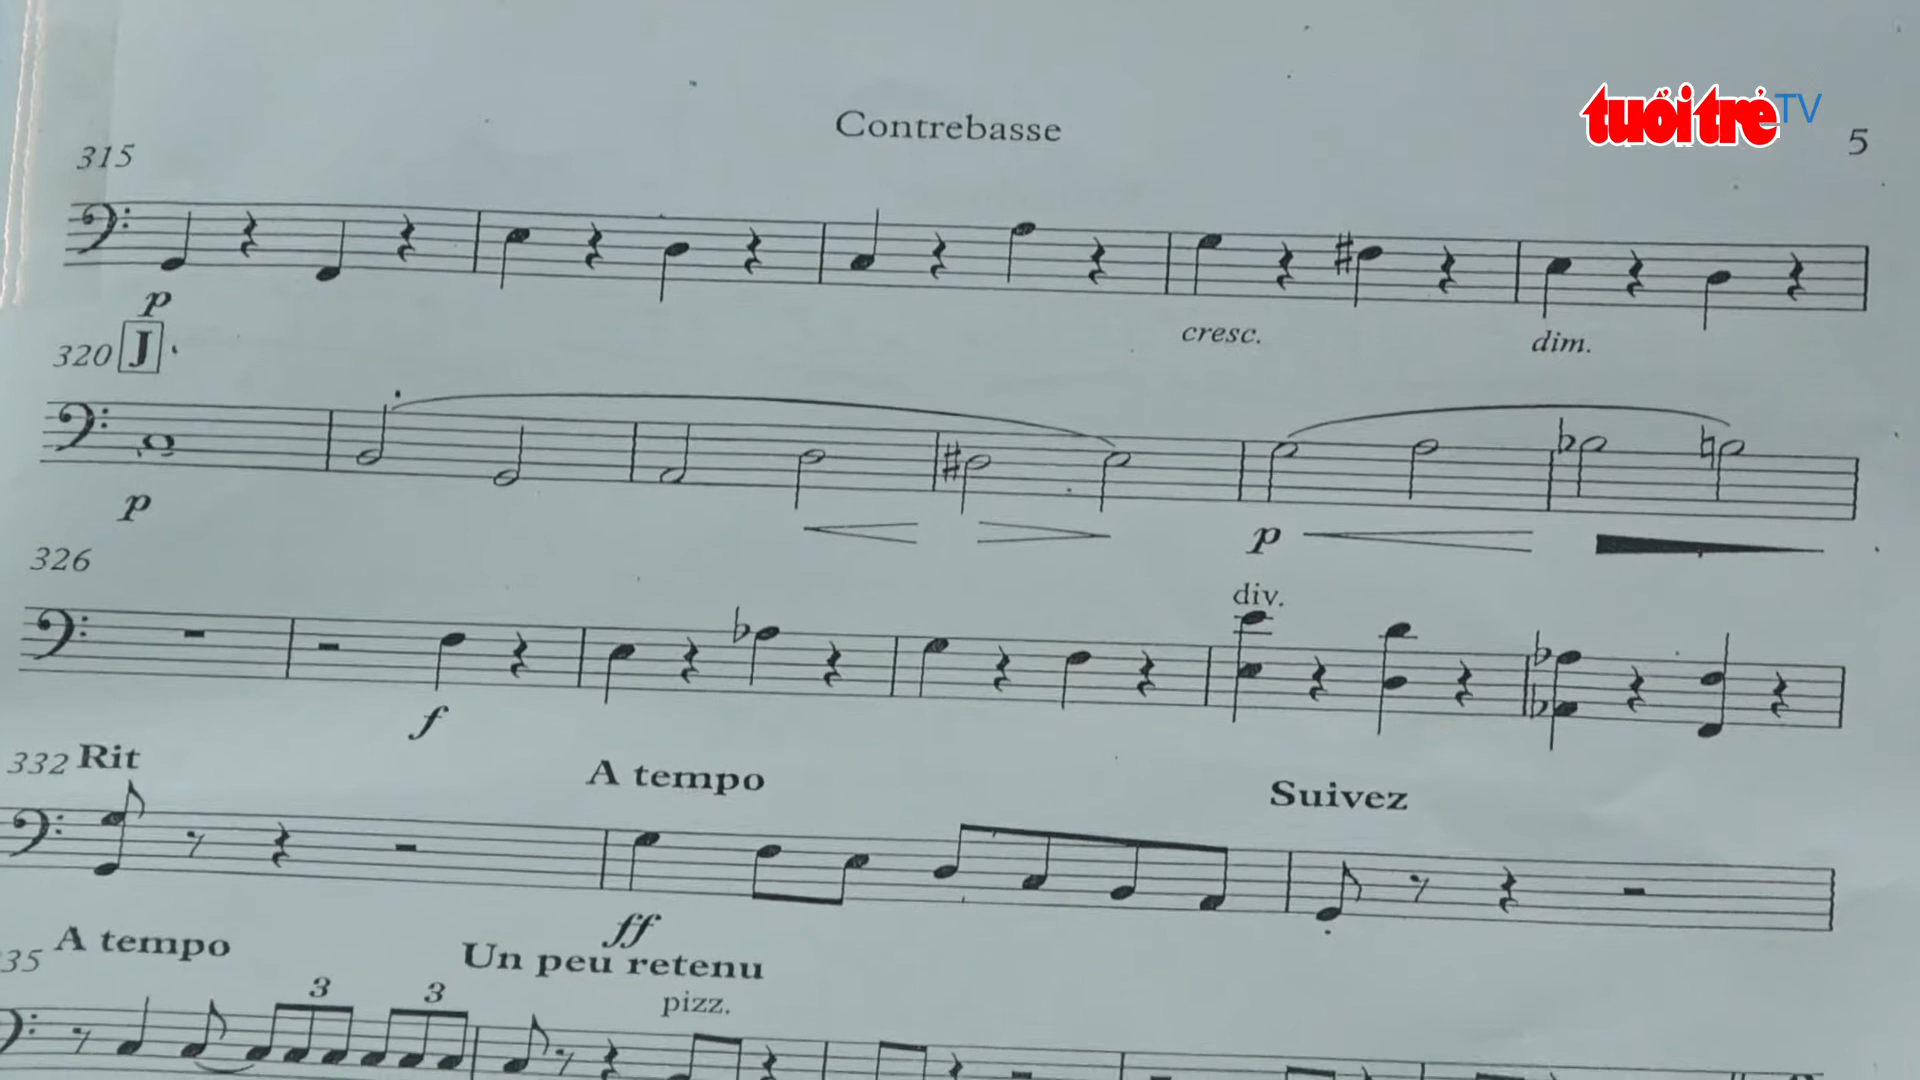 tuổi trẻ TV
Contrebasse
5
315
p
cresc.
dim.
320 J
p
p
326
div.
f
332 Rit
A tempo
Suivez
ff
35 A tempo
Un peu retenu
3
3
pizz.